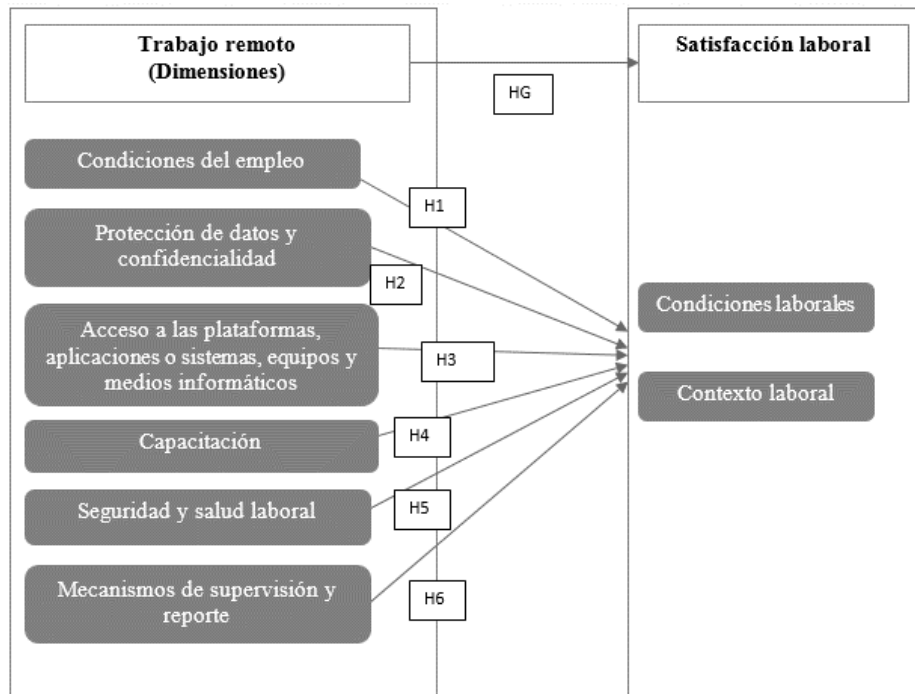 Trabajo remoto
(Dimensiones)
Satisfacción laboral
HG
Condiciones del empleo
H1
Protección de datos y
confidencialidad
H2
Condiciones laborales
Acceso a las plataformas,
aplicaciones o sistemas, equipos y
medios informáticos
H3
Contexto laboral
Capacitación
H4
Seguridad y salud laboral
H5
Mecanismos de supervisión y
reporte
H6